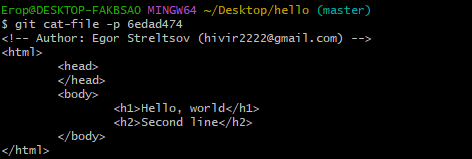 Егор@DESKTOP-FAKBSAO MINGW64 ~/Desktop/hello (master)
$ git cat-file -p 6edad474
<!-- Author: Egor Streltsov (hivir2222@gmail.com) -->
<html>
        <head>
        </head>
        <body>
                <h1>Hello, world</h1>
                <h2>Second line</h2>
        </body>
</html>